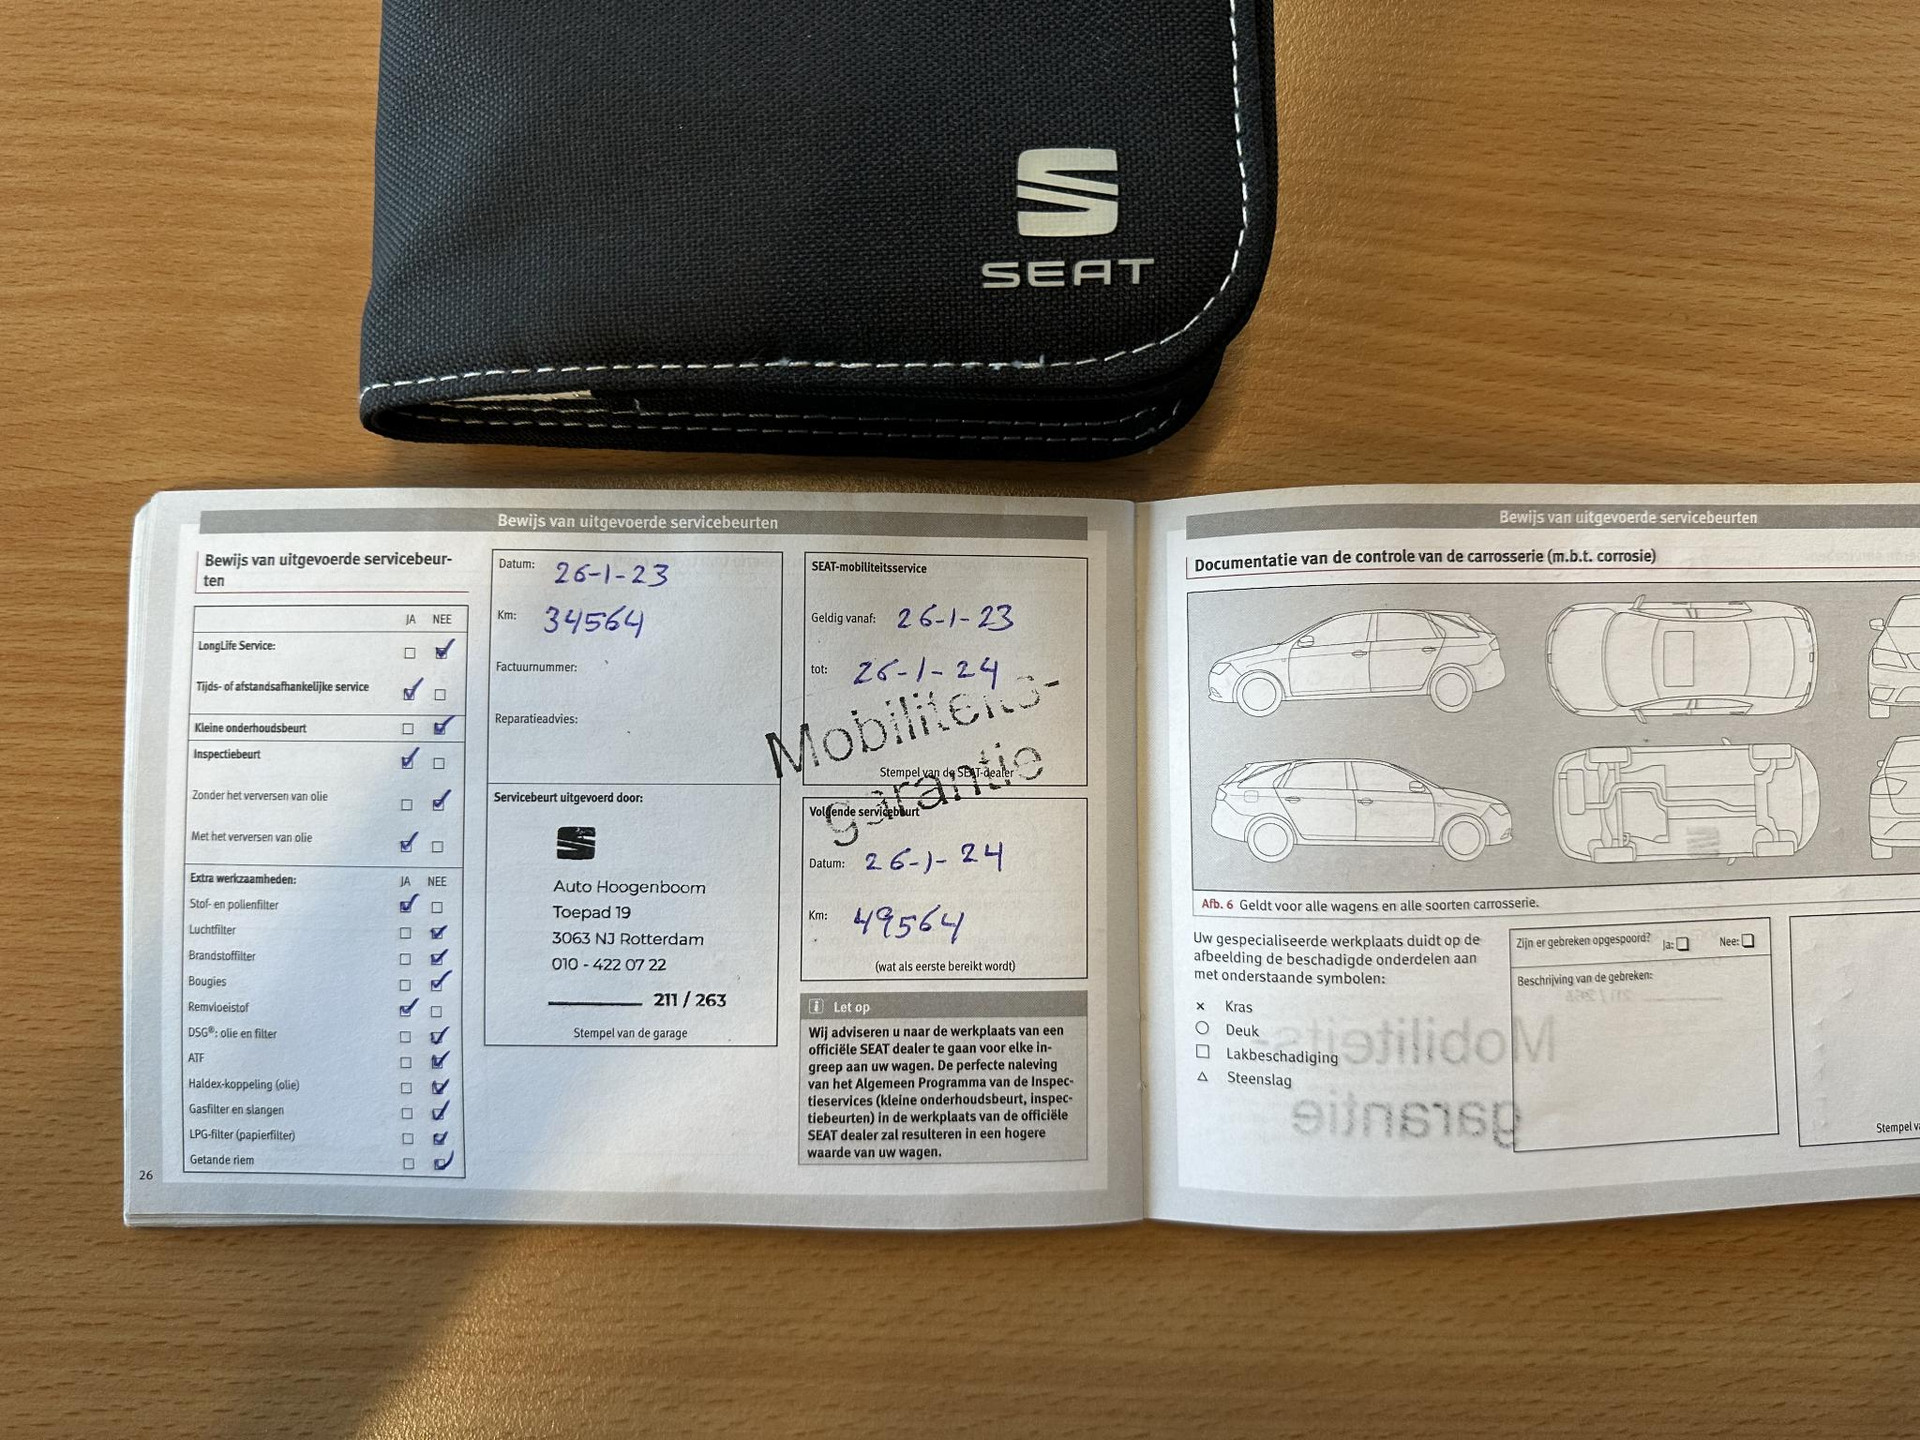 SEAT
Bewijs van uitgevoerde servicebeurten
Bewijs van uitgevoerde servicebeur-
ten
JA NEE
LongLife Service:
Tijds- of afstandsafhankelijke service
Kleine onderhoudsbeurt
Inspectiebeurt
Zonder het verversen van olie
Met het verversen van olie
Extra werkzaamheden: JA NEE
Stof- en pollenfilter
Luchtfilter
Brandstoffilter
Bougies
Remvloeistof
DSG®: olie en filter
ATF
Haldex-koppeling (olie)
Gasfilter en slangen
LPG-filter (papierfilter)
Getande riem
26
Datum: 26-1-23
Km: 34564
Factuurnummer:
Reparatieadvies:
Servicebeurt uitgevoerd door:
Auto Hoogenboom
Toepad 19
3063 NJ Rotterdam
010 - 422 07 22
211 / 263
Stempel van de garage
SEAT-mobiliteitsservice
Geldig vanaf: 26-1-23
tot: 26-1-24
Mobiliteits-
garantie
Stempel van de SEAT-dealer
Volgende servicebeurt
Datum: 26-1-24
Km: 49564
(wat als eerste bereikt wordt)
i Let op
Wij adviseren u naar de werkplaats van een
officiële SEAT dealer te gaan voor elke in-
greep aan uw wagen. De perfecte naleving
van het Algemeen Programma van de Inspec-
tieservices (kleine onderhoudsbeurt, inspec-
tiebeurten) in de werkplaats van de officiële
SEAT dealer zal resulteren in een hogere
waarde van uw wagen.
Bewijs van uitgevoerde servicebeurten
Documentatie van de controle van de carrosserie (m.b.t. corrosie)
Afb. 6 Geldt voor alle wagens en alle soorten carrosserie.
Uw gespecialiseerde werkplaats duidt op de
afbeelding de beschadigde onderdelen aan
met onderstaande symbolen:
Kras
Deuk
Lakbeschadiging
Steenslag
Zijn er gebreken opgespoord? Ja: Nee:
Beschrijving van de gebreken:
Stempel